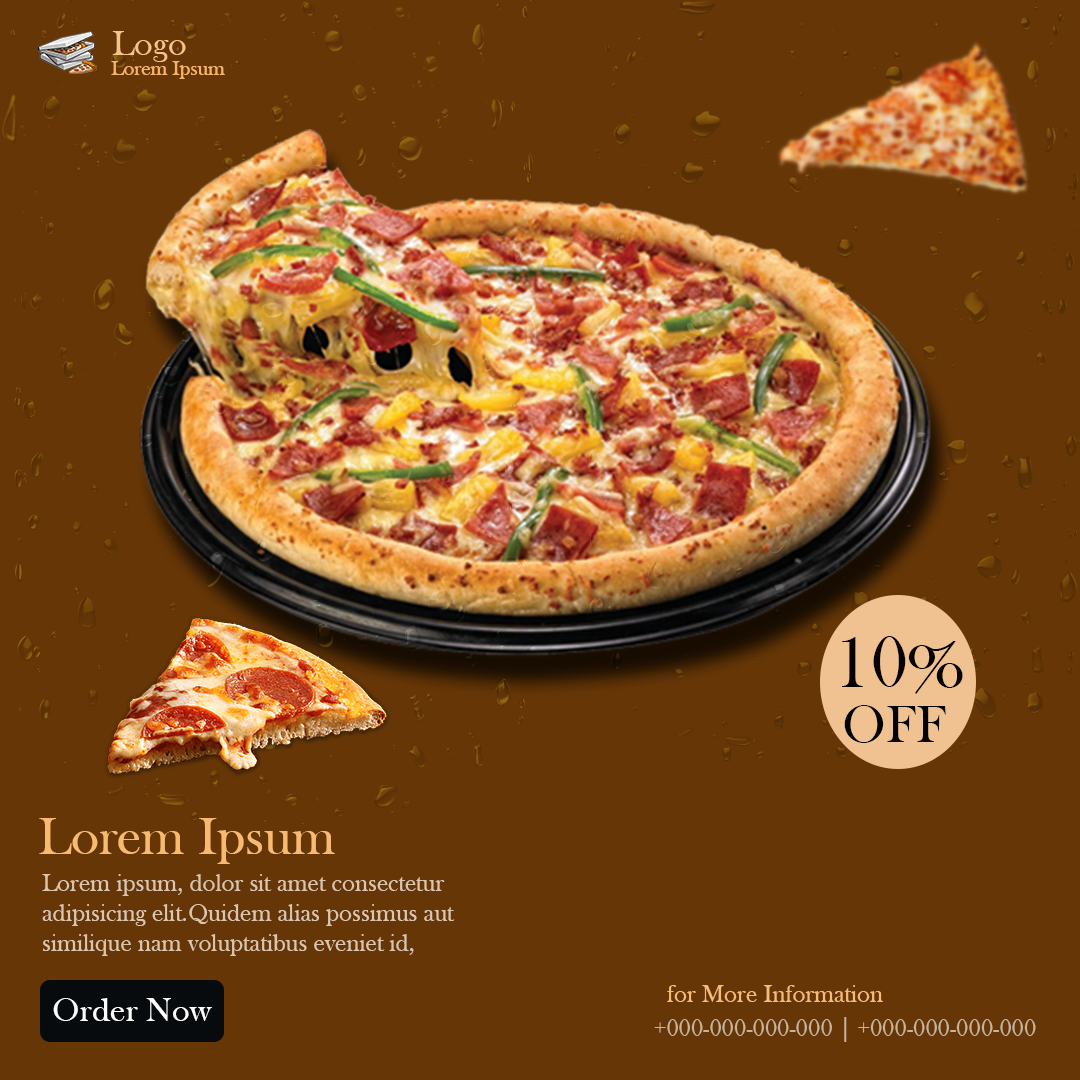 Logo
Lorem Ipsum
10%
OFF
Lorem Ipsum
Lorem ipsum, dolor sit amet consectetur
adipisicing elit.Quidem alias possimus aut
similique nam voluptatibus eveniet id,
Order Now
for More Information
+000-000-000-000 | +000-000-000-000